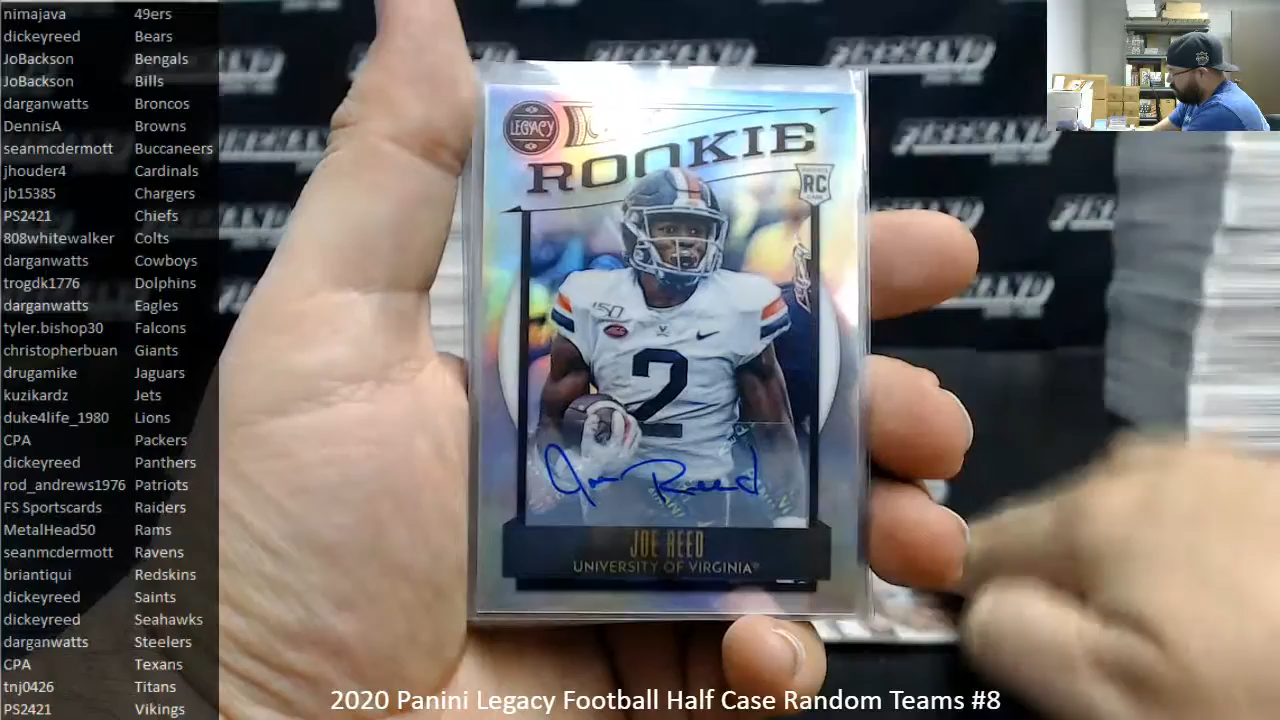 nimajava 49ers
dickeyreed Bears
JoBackson Bengals
JoBackson Bills
darganwatts Broncos
DennisA Browns
seanmcdermott Buccaneers
jhouder4 Cardinals
jb15385 Chargers
PS2421 Chiefs
808whitewalker Colts
darganwatts Cowboys
trogdk1776 Dolphins
darganwatts Eagles
tyler.bishop30 Falcons
christopherbuan Giants
drugamike Jaguars
kuzikardz Jets
duke4life_1980 Lions
CPA Packers
dickeyreed Panthers
rod_andrews1976 Patriots
FS Sportscards Raiders
MetalHead50 Rams
seanmcdermott Ravens
briantiqui Redskins
dickeyreed Saints
dickeyreed Seahawks
darganwatts Steelers
CPA Texans
tnj0426 Titans
PS2421 Vikings
LEGACY
ROOKIE
RC
150
2
Joe Reed
JOE REED
UNIVERSITY OF VIRGINIA®
2020 Panini Legacy Football Half Case Random Teams #8